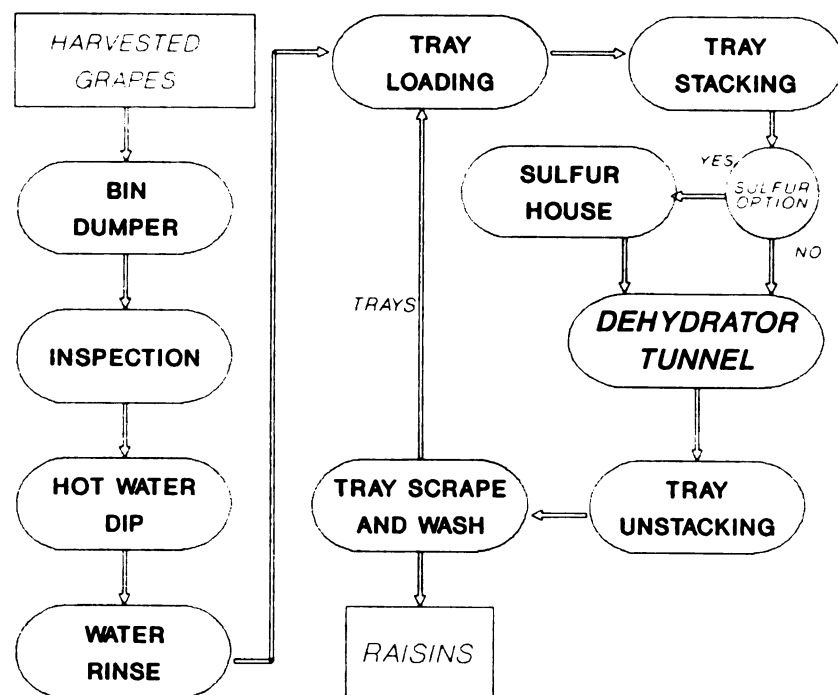 HARVESTED
GRAPES
BIN
DUMPER
INSPECTION
HOT WATER
DIP
WATER
RINSE
TRAY
LOADING
TRAY
STACKING
YES
SULFUR
OPTION
NO
SULFUR
HOUSE
DEHYDRATOR
TUNNEL
TRAY
UNSTACKING
TRAY SCRAPE
AND WASH
TRAYS
RAISINS